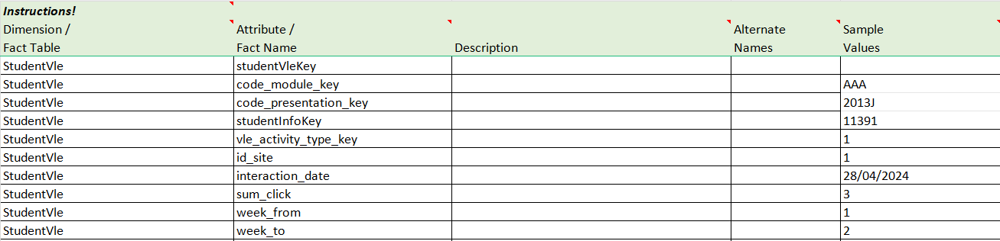 Instructions!
Dimension / Attribute / Alternate Sample
Fact Table Fact Name Description Names Values
StudentVle studentVleKey
StudentVle code_module_key AAA
StudentVle code_presentation_key 2013J
StudentVle studentInfoKey 11391
StudentVle vle_activity_type_key 1
StudentVle id_site 1
StudentVle interaction_date 28/04/2024
StudentVle sum_click 3
StudentVle week_from 1
StudentVle week_to 2